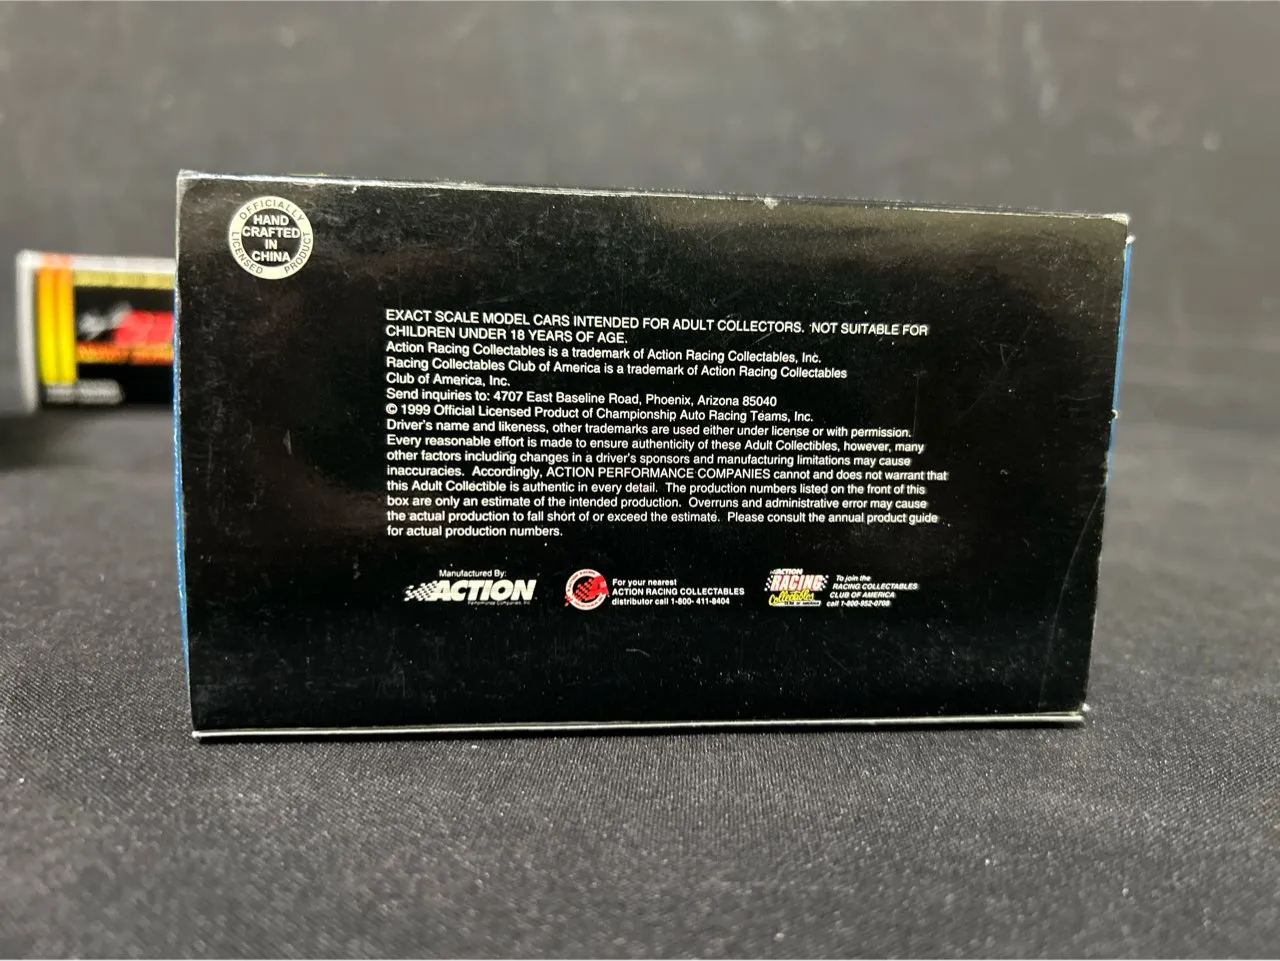 OFFICIALLY
LICENSED PRODUCT
HAND
CRAFTED
IN
CHINA
EXACT SCALE MODEL CARS INTENDED FOR ADULT COLLECTORS. NOT SUITABLE FOR
CHILDREN UNDER 18 YEARS OF AGE.
Action Racing Collectables is a trademark of Action Racing Collectables, Inc.
Racing Collectables Club of America is a trademark of Action Racing Collectables
Club of America, Inc.
Send inquiries to: 4707 East Baseline Road, Phoenix, Arizona 85040
© 1999 Official Licensed Product of Championship Auto Racing Teams, Inc.
Driver's name and likeness, other trademarks are used either under license or with permission.
Every reasonable effort is made to ensure authenticity of these Adult Collectibles, however, many
other factors including changes in a driver's sponsors and manufacturing limitations may cause
inaccuracies. Accordingly, ACTION PERFORMANCE COMPANIES cannot and does not warrant that
this Adult Collectible is authentic in every detail. The production numbers listed on the front of this
box are only an estimate of the intended production. Overruns and administrative error may cause
the actual production to fall short of or exceed the estimate. Please consult the annual product guide
for actual production numbers.
Manufactured By:
ACTION
Performance Companies, Inc.
For your nearest
ACTION RACING COLLECTABLES
distributor call 1-800- 411-8404
ACTION
RACING
Collectables
To join the
RACING COLLECTABLES
CLUB OF AMERICA
call 1-800-952-0708